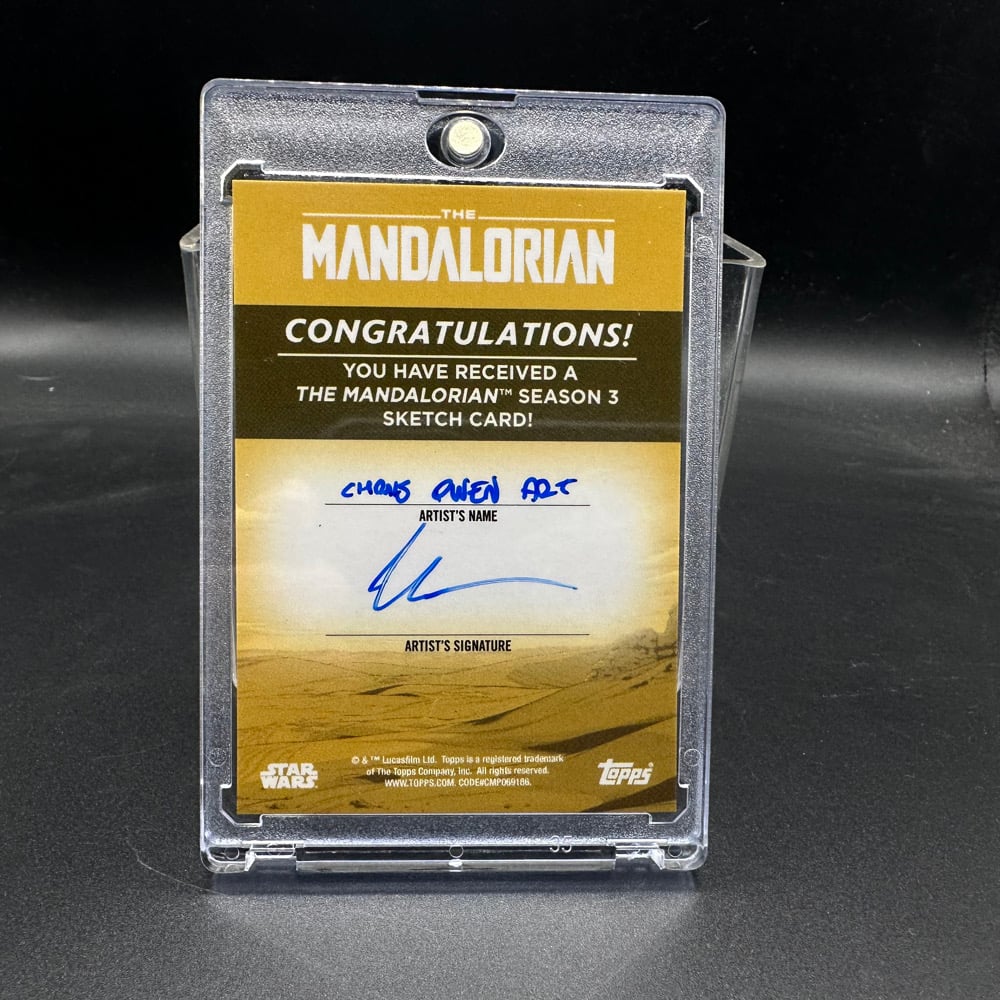 THE
MANDALORIAN
CONGRATULATIONS!
YOU HAVE RECEIVED A
THE MANDALORIAN™ SEASON 3
SKETCH CARD!
OWEN ART
ARTIST'S NAME
ARTIST'S SIGNATURE
© & ™ Lucasfilm Ltd. Topps is a registered trademark
of The Topps Company, Inc. All rights reserved.
WWW.TOPPS.COM. CODE#CMP069186.
STAR
WARS
Topps
35